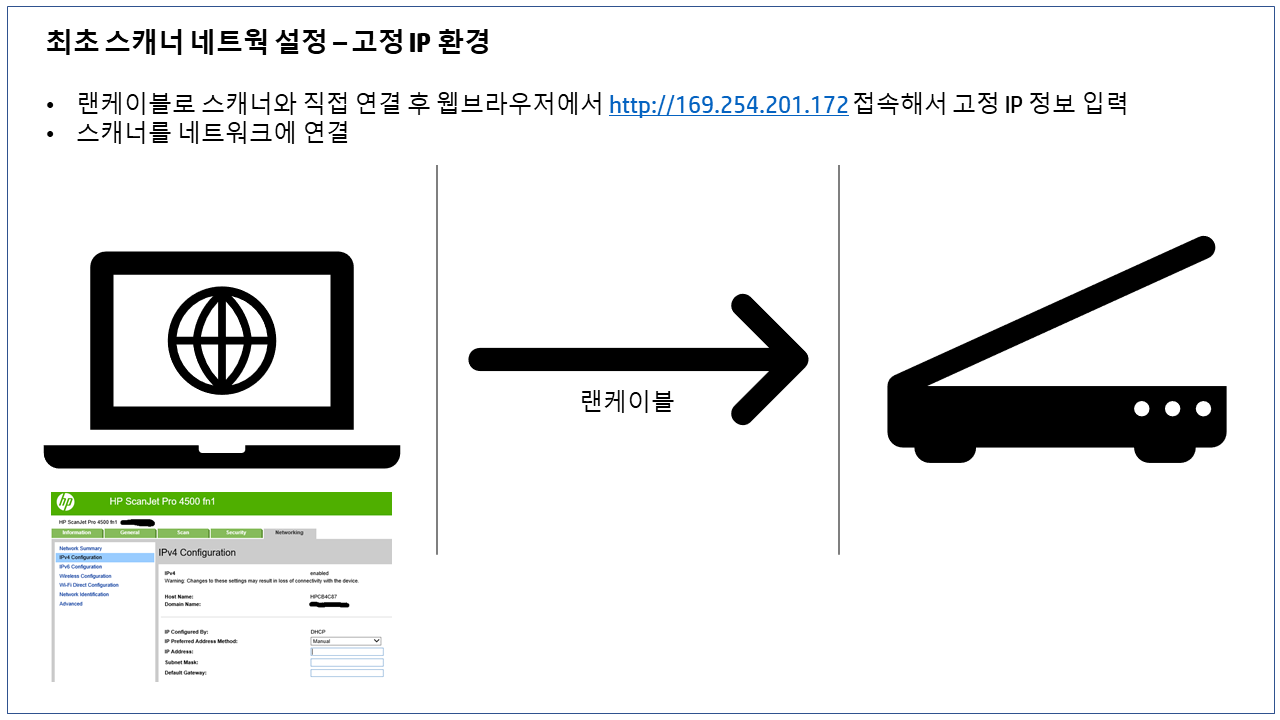 최초 스캐너 네트웍 설정 – 고정 IP 환경
• 랜케이블로 스캐너와 직접 연결 후 웹브라우저에서 http://169.254.201.172 접속해서 고정 IP 정보 입력
• 스캐너를 네트워크에 연결
랜케이블
hp HP ScanJet Pro 4500 fn1
HP ScanJet Pro 4500 fn1
Information General Scan Security Networking
Network Summary
IPv4 Configuration
IPv6 Configuration
Wireless Configuration
Wi-Fi Direct Configuration
Network Identification
Advanced
IPv4 Configuration
IPv4 enabled
Warning: Changes to these settings may result in loss of connectivity with the device.
Host Name: HPCB4C87
Domain Name:
IP Configured By: DHCP
IP Preferred Address Method: Manual
IP Address:
Subnet Mask:
Default Gateway: